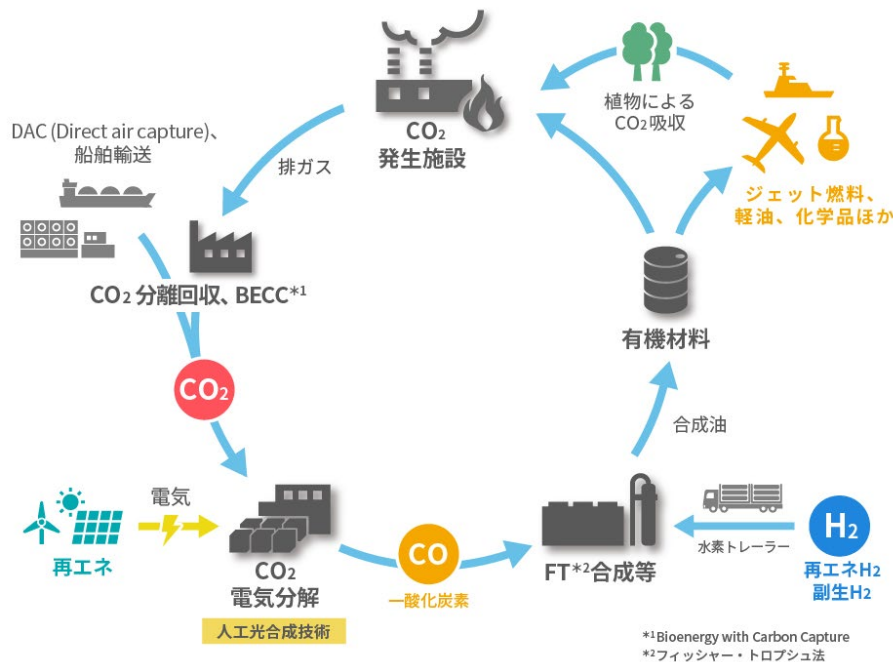 CO₂
発生施設
植物による
CO₂吸収
DAC (Direct air capture)、
船舶輸送
排ガス
ジェット燃料、
軽油、化学品ほか
CO₂ 分離回収、BECC*1
有機材料
CO₂
合成油
電気
再エネ
CO₂
電気分解
人工光合成技術
CO
一酸化炭素
FT*2合成等
水素トレーラー
H₂
再エネH₂
副生H₂
*1Bioenergy with Carbon Capture
*2フィッシャー・トロプシュ法